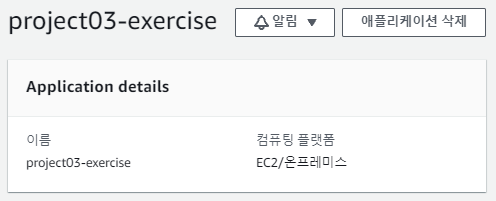 project03-exercise 알림 ▼ 애플리케이션 삭제
Application details
이름 컴퓨팅 플랫폼
project03-exercise EC2/온프레미스